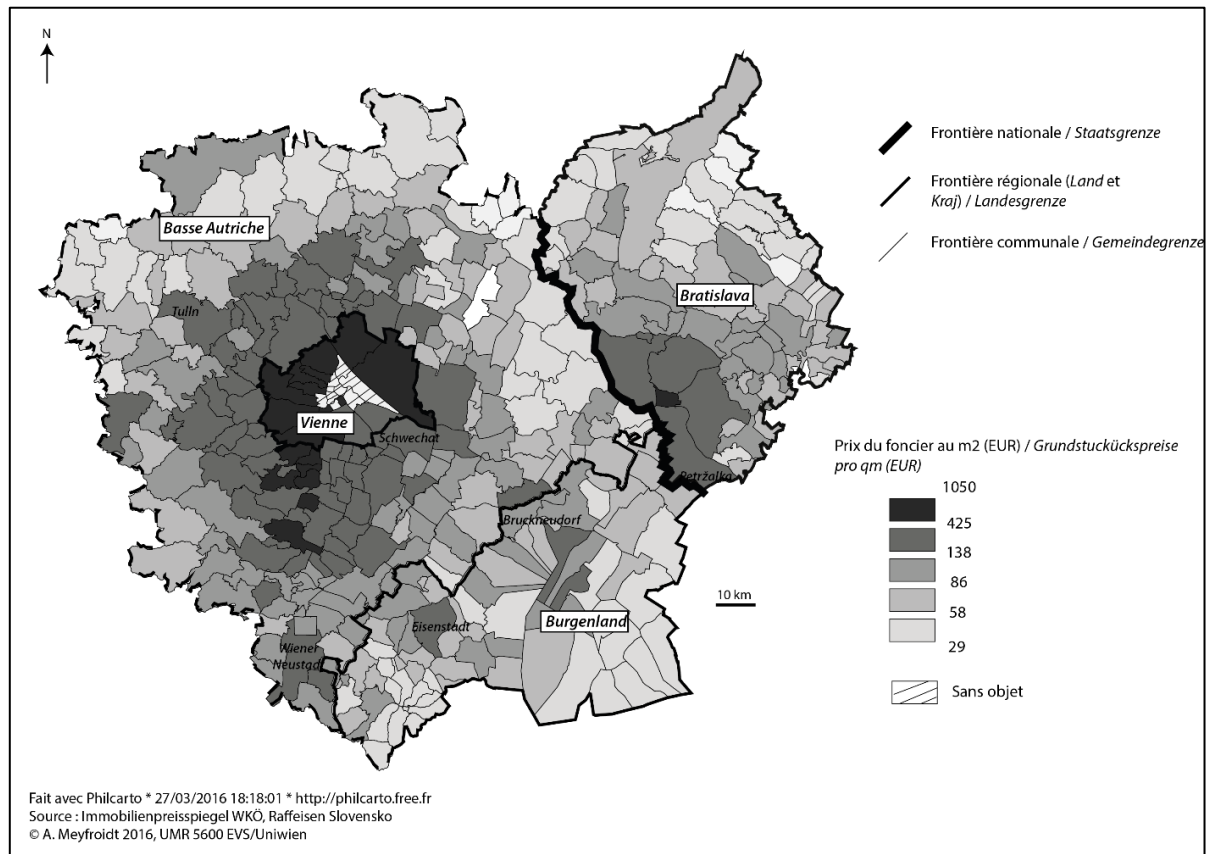 N
Frontière nationale / Staatsgrenze
Frontière régionale (Land et
Kraj) / Landesgrenze
Frontière communale / Gemeindegrenze
Basse Autriche
Bratislava
Tulln
Vienne
Schwechat
Petržalka
Bruckneudorf
Eisenstadt
Burgenland
Wiener
Neustadt
10 km
Prix du foncier au m2 (EUR) / Grundstuckückspreise
pro qm (EUR)
1050
425
138
86
58
29
Sans objet
Fait avec Philcarto * 27/03/2016 18:18:01 * http://philcarto.free.fr
Source : Immobilienpreisspiegel WKÖ, Raffeisen Slovensko
© A. Meyfroidt 2016, UMR 5600 EVS/Uniwien